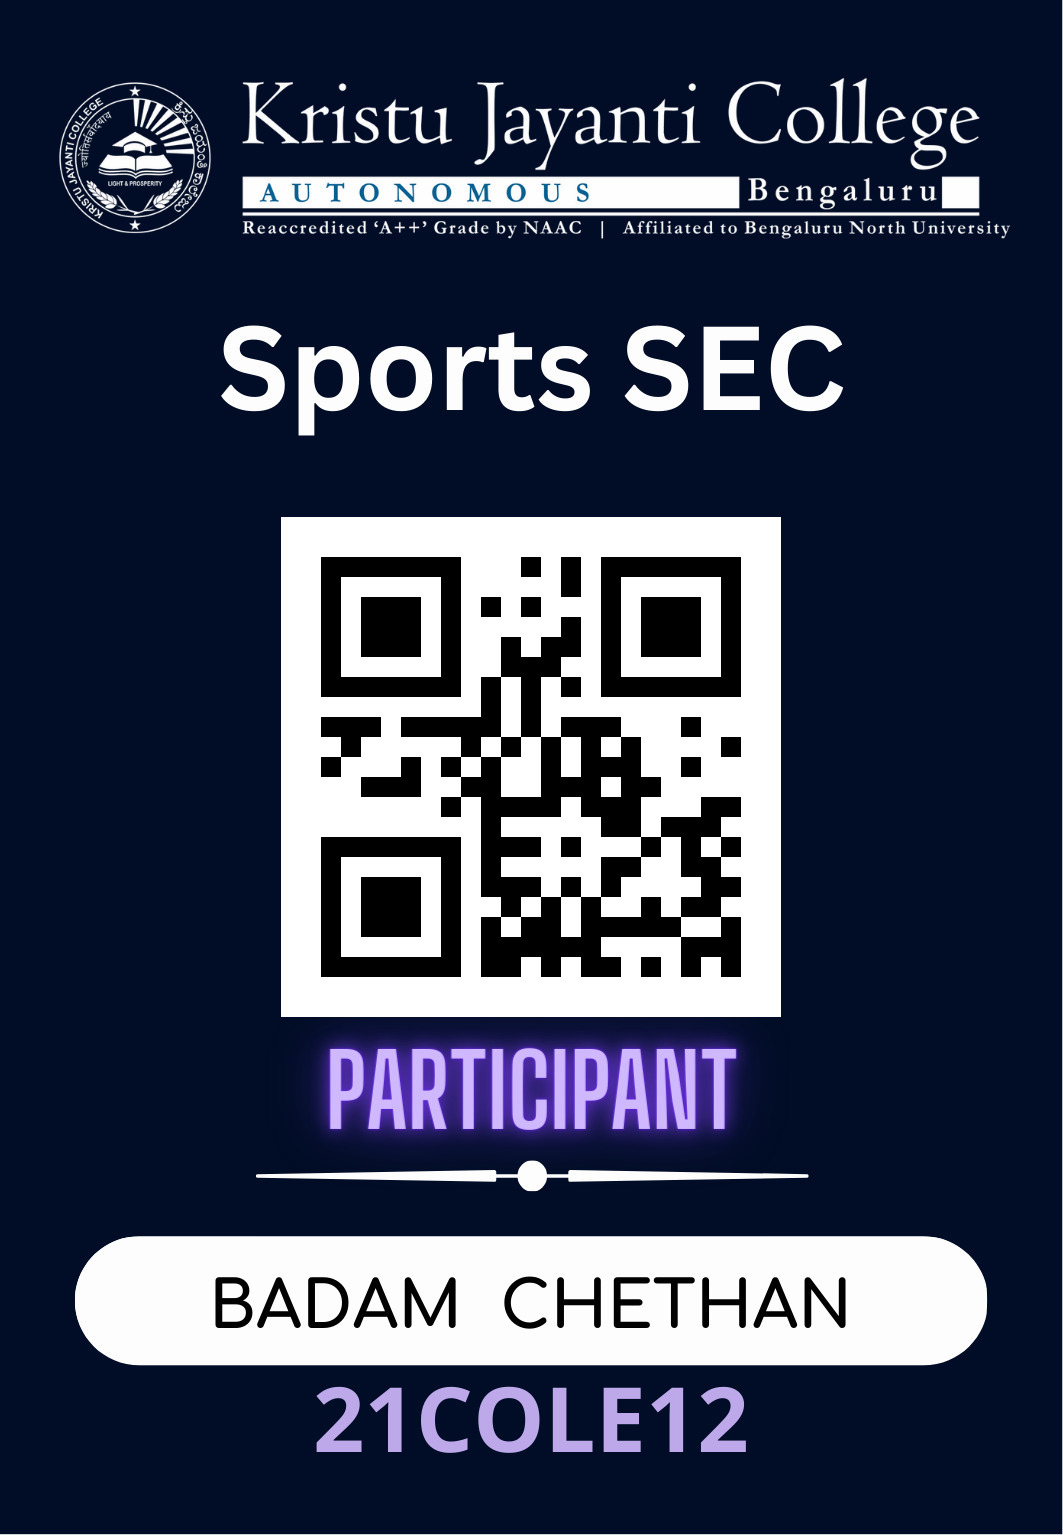 KRISTU JAYANTI COLLEGE
LIGHT & PROSPERITY
Kristu Jayanti College
AUTONOMOUS Bengaluru
Reaccredited ‘A++’ Grade by NAAC | Affiliated to Bengaluru North University
Sports SEC
PARTICIPANT
BADAM CHETHAN
21COLE12